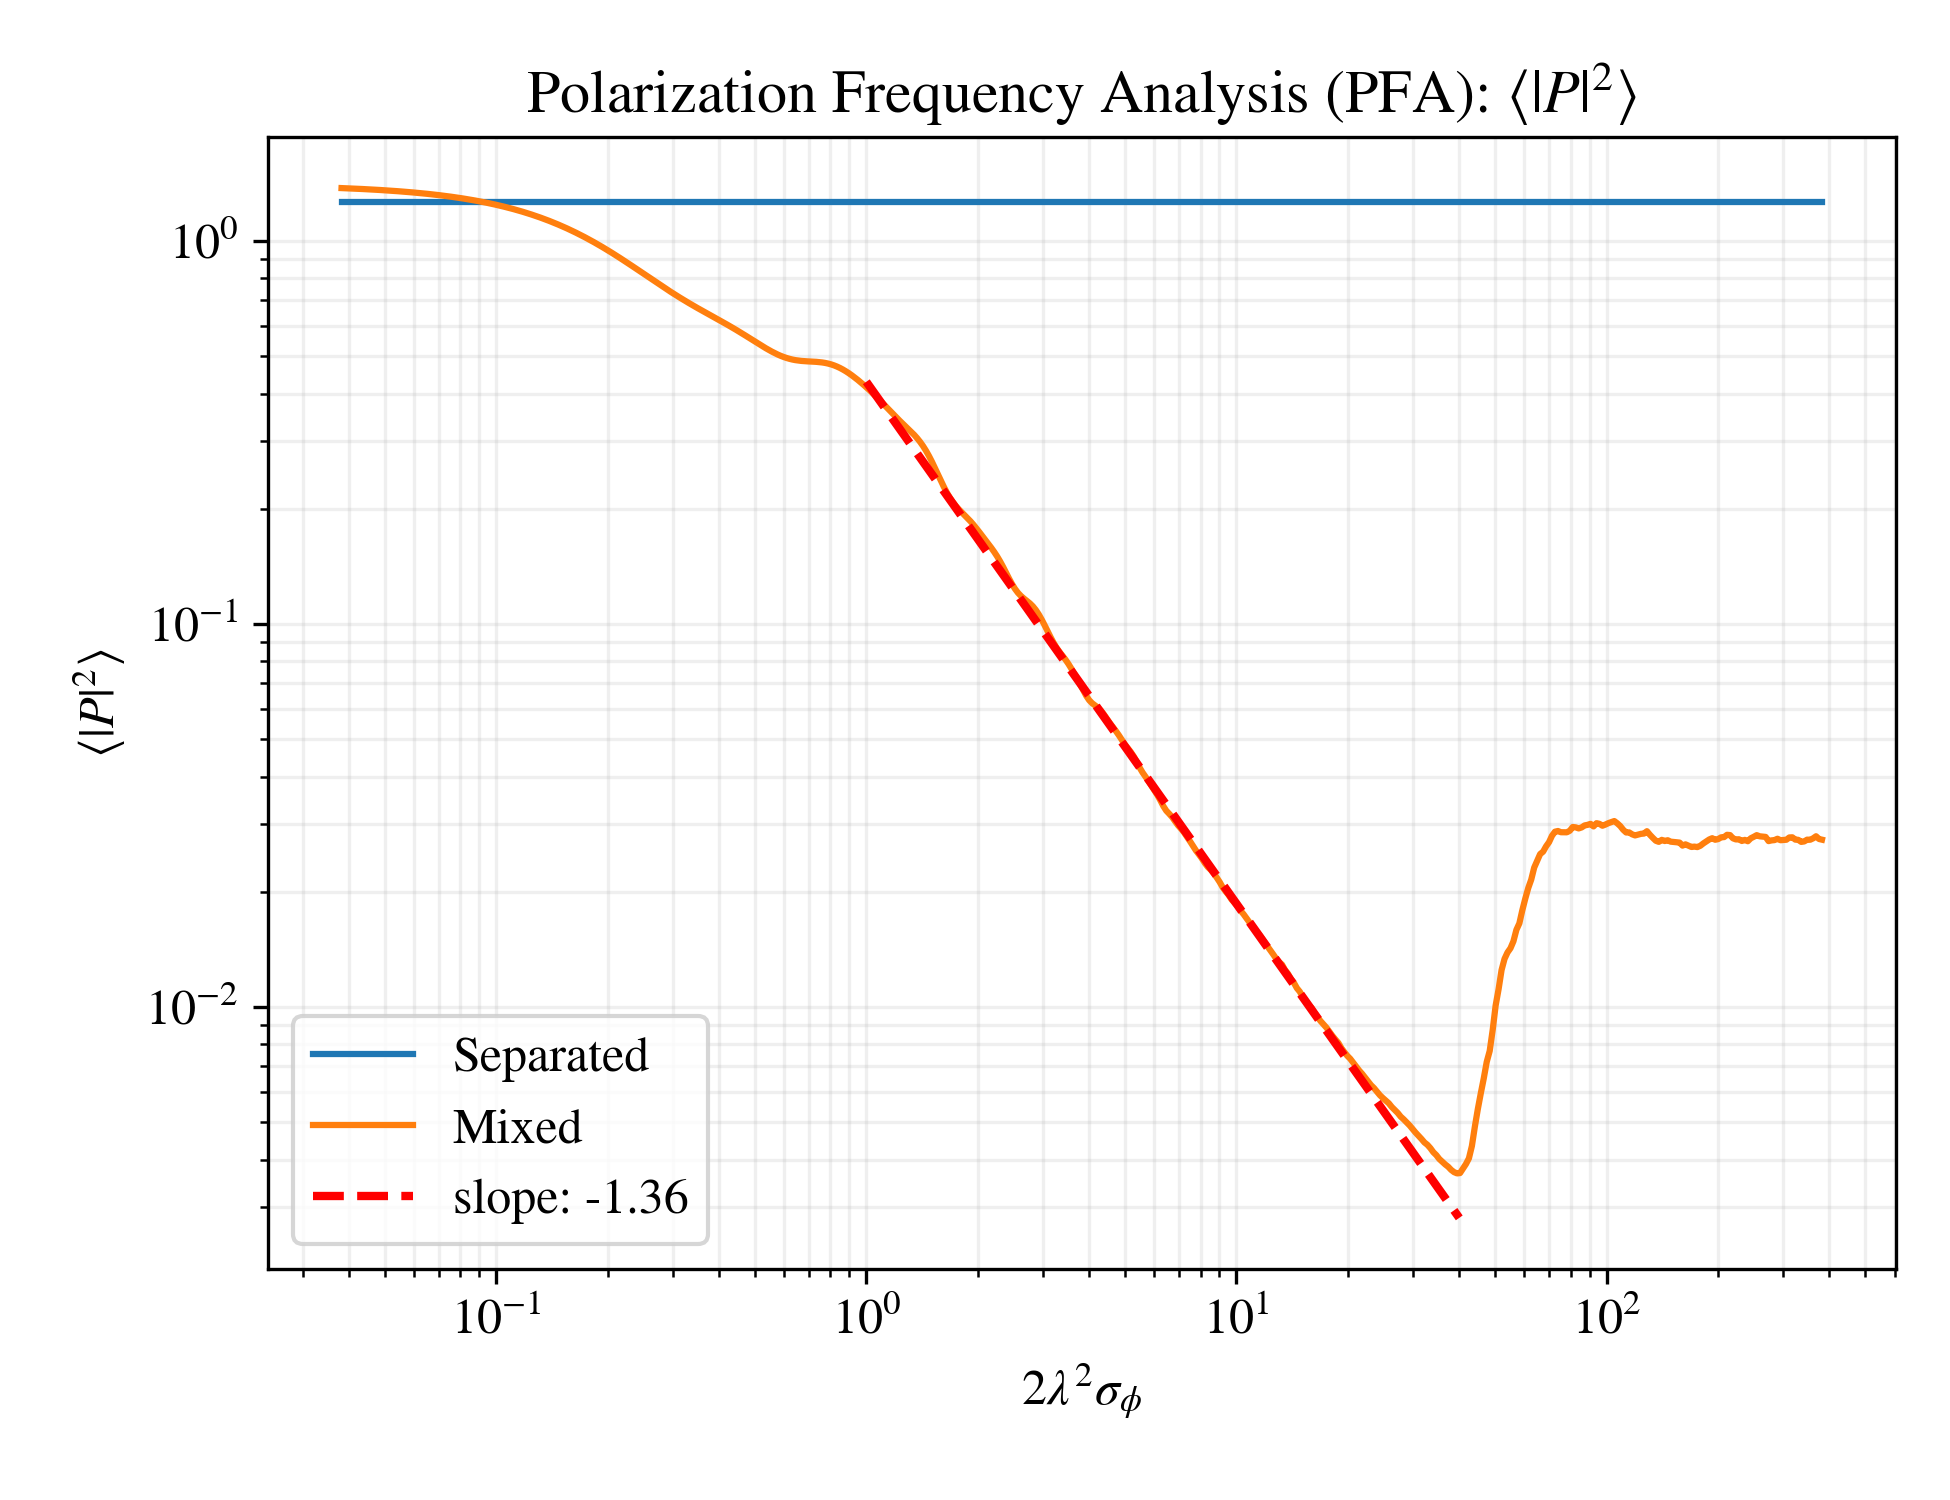 Polarization Frequency Analysis (PFA): ⟨|P|²⟩
⟨|P|²⟩
10⁰
10⁻¹
10⁻²
Separated
Mixed
slope: -1.36
10⁻¹
10⁰
10¹
10²
2λ²σ_ϕ